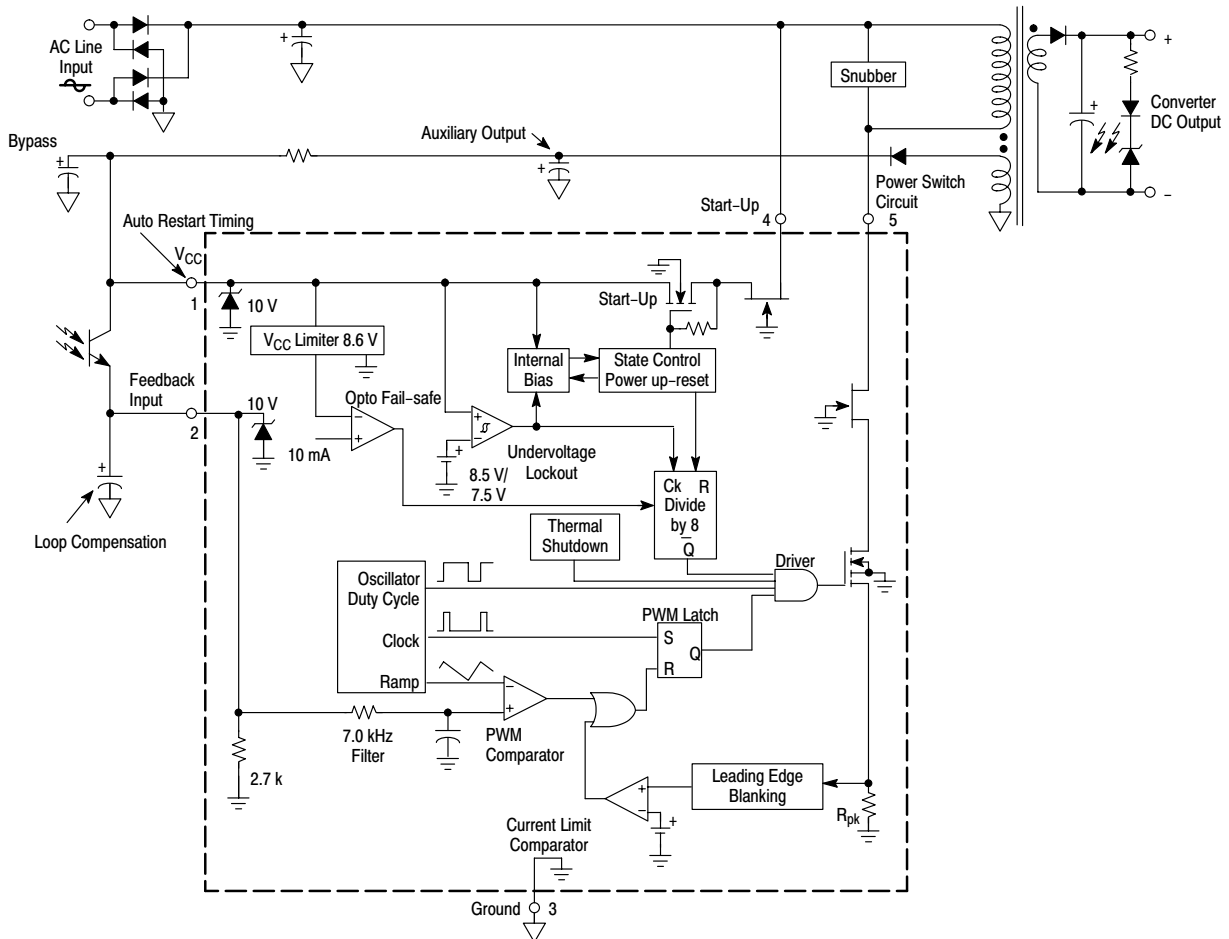 AC Line
Input
+
Snubber
+
+
Converter
DC Output
−
Bypass
+
Auxiliary Output
+
Power Switch
Circuit
Start−Up
4
5
Auto Restart Timing
VCC
1
10 V
Start−Up
VCC Limiter 8.6 V
Internal
Bias
State Control
Power up−reset
Feedback
Input
2
10 V
Opto Fail−safe
−
+
10 mA
+
−
+
Undervoltage
Lockout
8.5 V/
7.5 V
Ck R
Divide
by 8
Q
+
Loop Compensation
Thermal
Shutdown
Driver
Oscillator
Duty Cycle
Clock
Ramp
PWM Latch
S
Q
R
−
+
PWM
Comparator
7.0 kHz
Filter
2.7 k
Leading Edge
Blanking
+
−
+
Rpk
Current Limit
Comparator
Ground 3